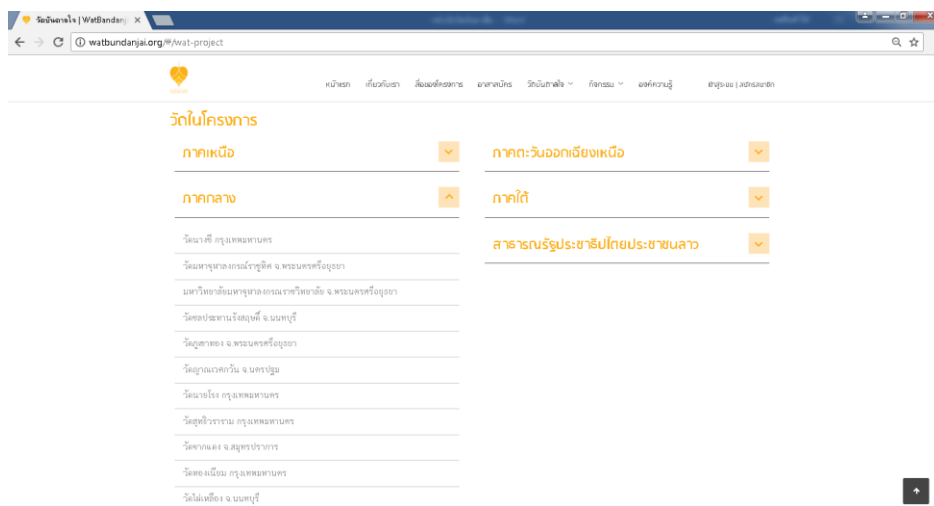 วัดบันดาลใจ | WatBandanj
watbundanjai.org/#/wat-project
หน้าแรก เกี่ยวกับเรา สื่อของโครงการ อาสาสมัคร วัดบันดาลใจ กิจกรรม องค์ความรู้ เข้าสู่ระบบ | สมัครสมาชิก
วัดในโครงการ
ภาคเหนือ
ภาคตะวันออกเฉียงเหนือ
ภาคกลาง
ภาคใต้
สาธารณรัฐประชาธิปไตยประชาชนลาว
วัดนางชี กรุงเทพมหานคร
วัดมหาจุฬาลงกรณ์ราชูทิศ จ.พระนครศรีอยุธยา
มหาวิทยาลัยมหาจุฬาลงกรณราชวิทยาลัย จ.พระนครศรีอยุธยา
วัดชลประทานรังสฤษดิ์ จ.นนทบุรี
วัดภูเขาทอง จ.พระนครศรีอยุธยา
วัดญาณเวศกวัน จ.นครปฐม
วัดนายโรง กรุงเทพมหานคร
วัดสุทธิวราราม กรุงเทพมหานคร
วัดจากแดง จ.สมุทรปราการ
วัดทองเนียม กรุงเทพมหานคร
วัดไผ่เหลือง จ.นนทบุรี